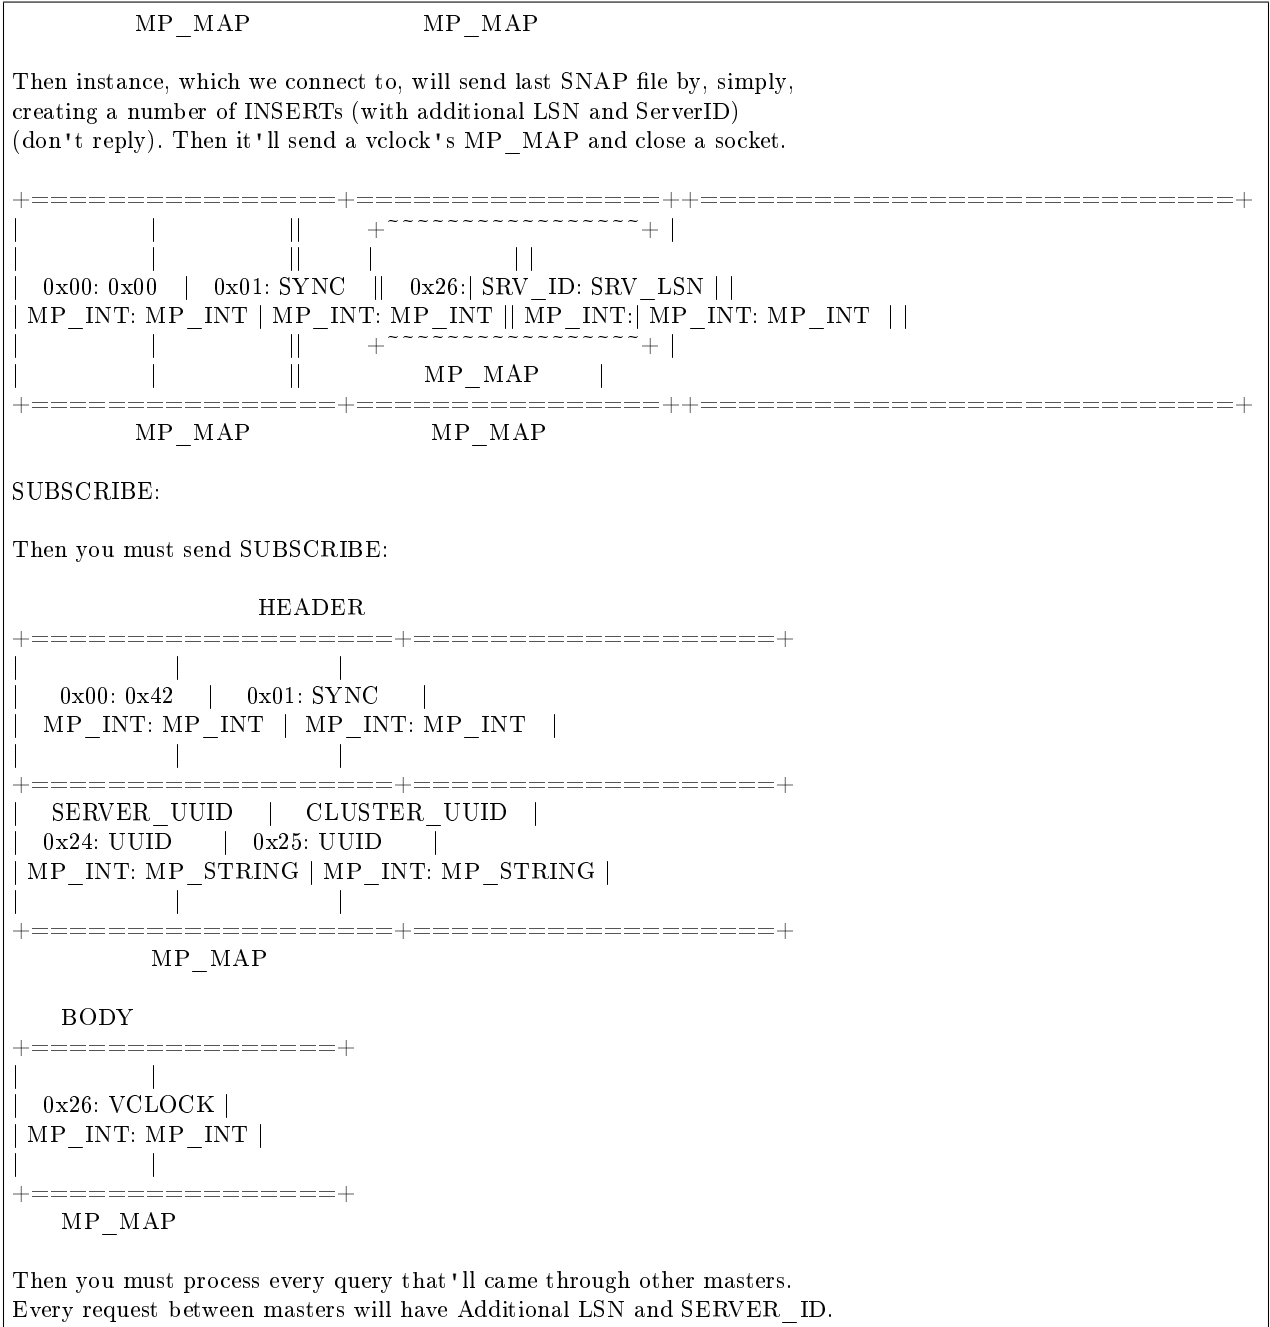 MP_MAP MP_MAP
Then instance, which we connect to, will send last SNAP file by, simply,
creating a number of INSERTs (with additional LSN and ServerID)
(don't reply). Then it'll send a vclock's MP_MAP and close a socket.
+================+================++============================+
| | || +~~~~~~~~~~~~~~~~~+ |
| | || | | |
| 0x00: 0x00 | 0x01: SYNC || 0x26:| SRV_ID: SRV_LSN | |
| MP_INT: MP_INT | MP_INT: MP_INT || MP_INT:| MP_INT: MP_INT | |
| | || +~~~~~~~~~~~~~~~~~+ |
| | || MP_MAP |
+================+================++============================+
MP_MAP MP_MAP
SUBSCRIBE:
Then you must send SUBSCRIBE:
HEADER
+===================+===================+
| | |
| 0x00: 0x42 | 0x01: SYNC |
| MP_INT: MP_INT | MP_INT: MP_INT |
| | |
+===================+===================+
| SERVER_UUID | CLUSTER_UUID |
| 0x24: UUID | 0x25: UUID |
| MP_INT: MP_STRING | MP_INT: MP_STRING |
| | |
+===================+===================+
MP_MAP
BODY
+================+
| |
| 0x26: VCLOCK |
| MP_INT: MP_INT |
| |
+================+
MP_MAP
Then you must process every query that'll came through other masters.
Every request between masters will have Additional LSN and SERVER_ID.